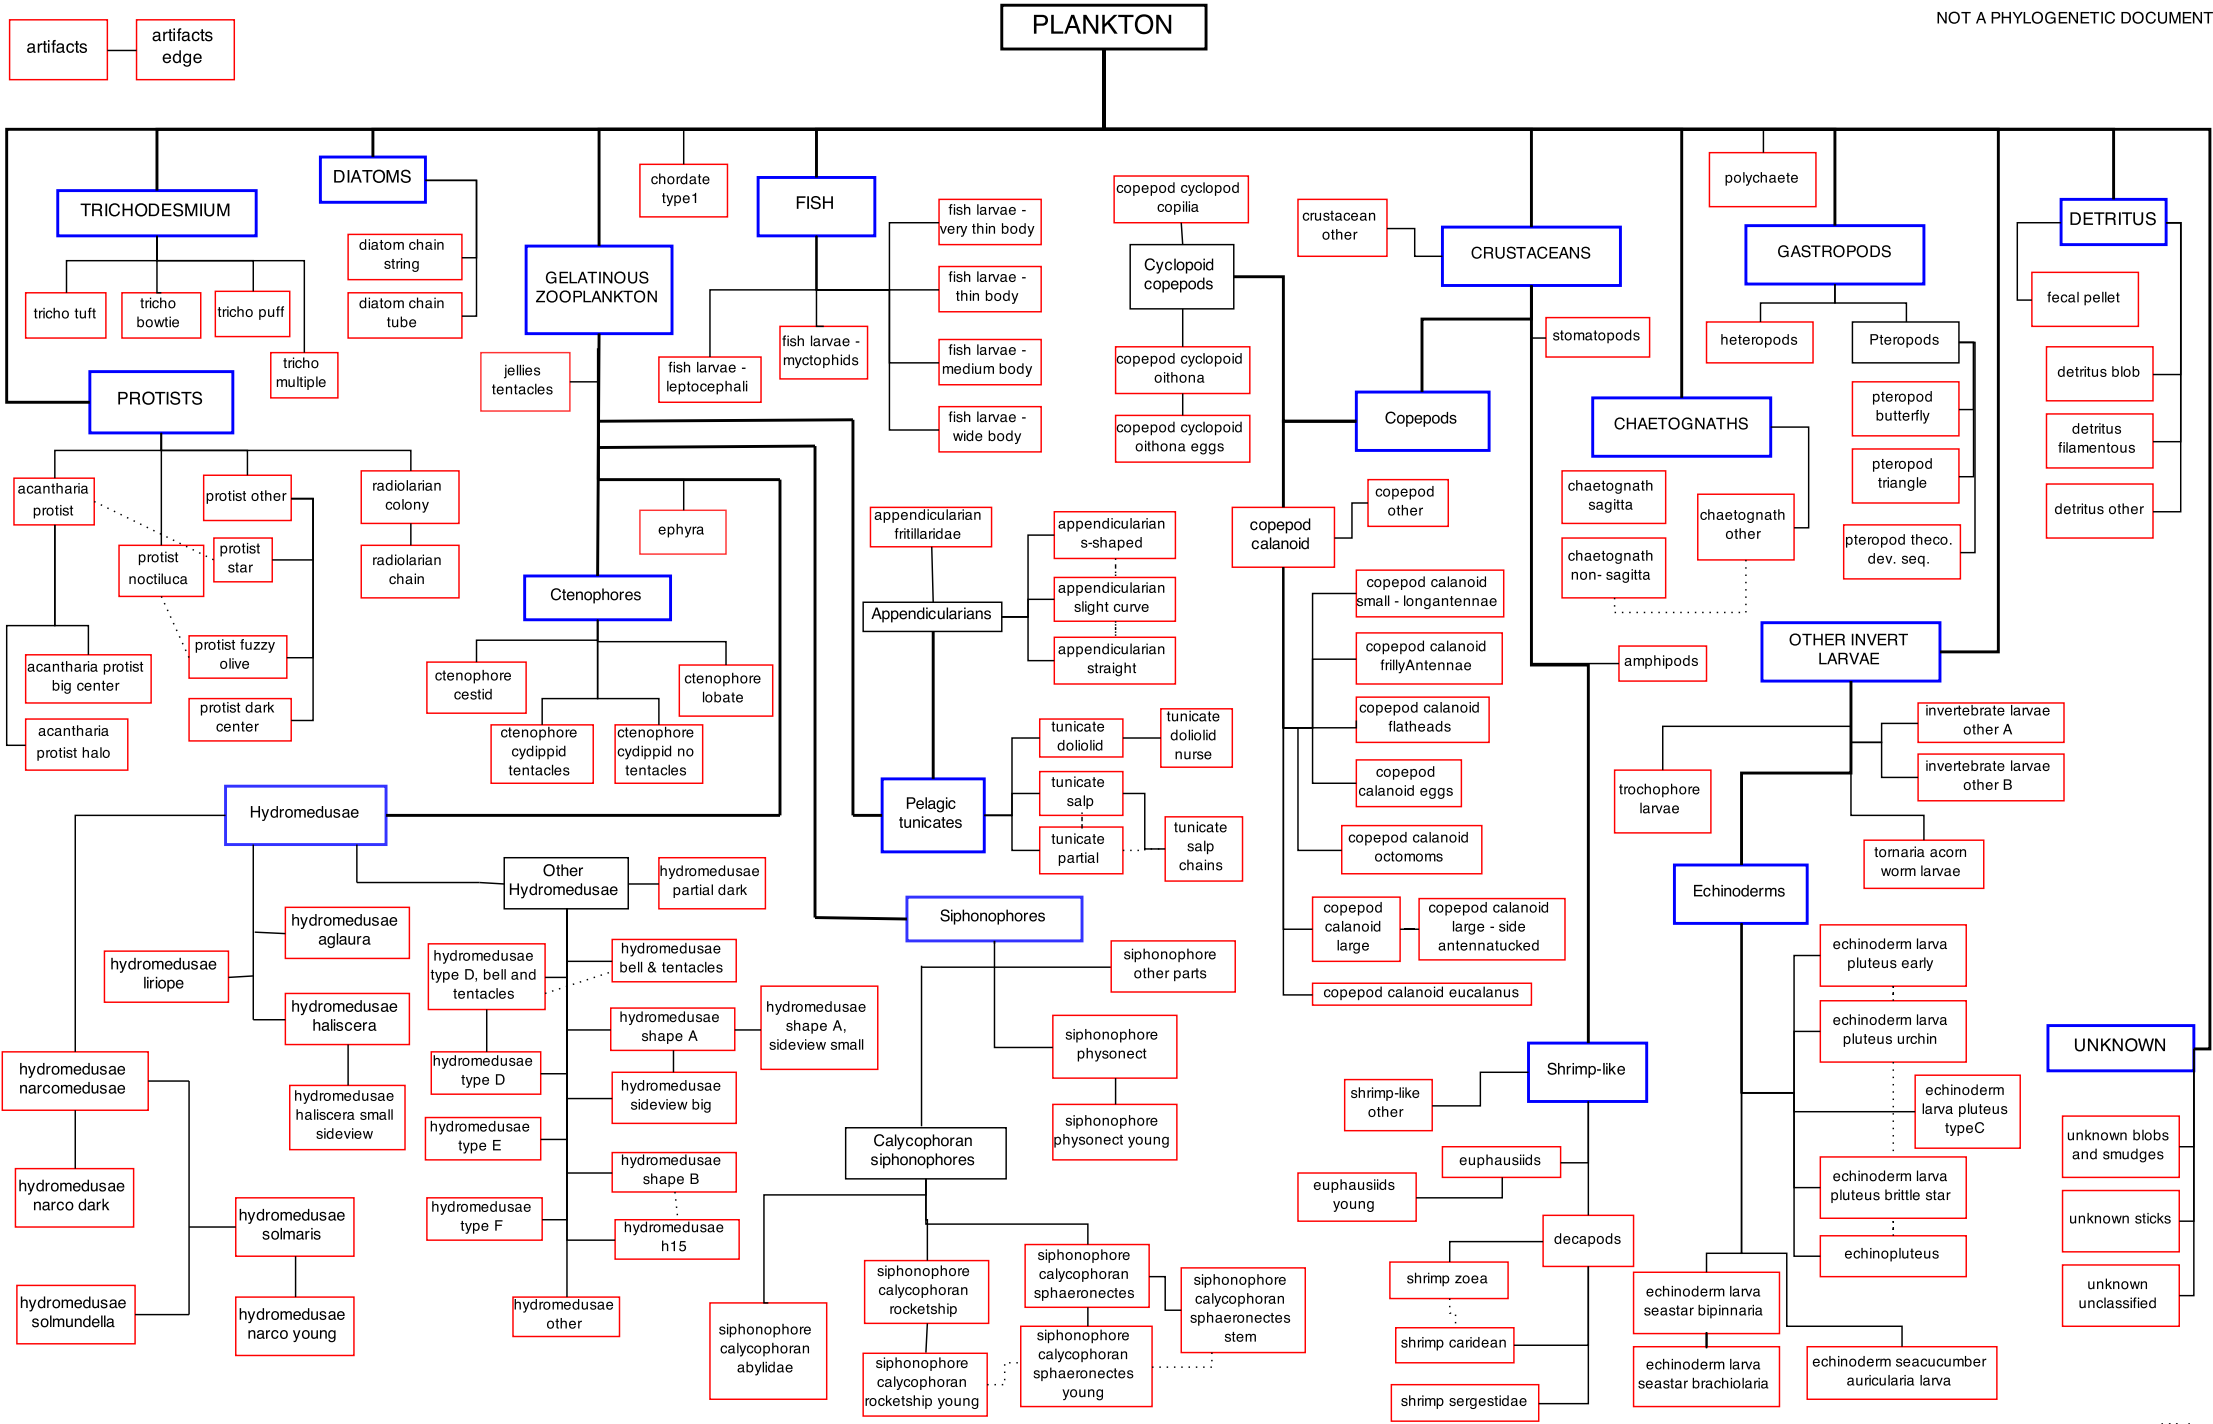 PLANKTON
NOT A PHYLOGENETIC DOCUMENT
artifacts
artifacts
edge
TRICHODESMIUM
tricho tuft
tricho
bowtie
tricho puff
tricho
multiple
DIATOMS
diatom chain
string
diatom chain
tube
PROTISTS
acantharia
protist
protist other
protist
noctiluca
protist
star
radiolarian
colony
radiolarian
chain
protist fuzzy
olive
acantharia protist
big center
protist dark
center
acantharia
protist halo
GELATINOUS
ZOOPLANKTON
jellies
tentacles
chordate
type1
FISH
fish larvae -
leptocephali
fish larvae -
myctophids
fish larvae -
very thin body
fish larvae -
thin body
fish larvae -
medium body
fish larvae -
wide body
ephyra
Ctenophores
ctenophore
cestid
ctenophore
lobate
ctenophore
cydippid
tentacles
ctenophore
cydippid no
tentacles
appendicularian
fritillaridae
Appendicularians
appendicularian
s-shaped
appendicularian
slight curve
appendicularian
straight
Pelagic
tunicates
tunicate
doliolid
tunicate
doliolid
nurse
tunicate
salp
tunicate
partial
tunicate
salp
chains
Hydromedusae
Other
Hydromedusae
hydromedusae
partial dark
hydromedusae
aglaura
hydromedusae
liriope
hydromedusae
haliscera
hydromedusae
haliscera small
sideview
hydromedusae
narcomedusae
hydromedusae
narco dark
hydromedusae
solmaris
hydromedusae
solmundella
hydromedusae
narco young
hydromedusae
type D, bell and
tentacles
hydromedusae
bell & tentacles
hydromedusae
shape A
hydromedusae
shape A,
sideview small
hydromedusae
type D
hydromedusae
sideview big
hydromedusae
type E
hydromedusae
shape B
hydromedusae
type F
hydromedusae
h15
hydromedusae
other
Siphonophores
siphonophore
other parts
siphonophore
physonect
siphonophore
physonect young
Calycophoran
siphonophores
siphonophore
calycophoran
abylidae
siphonophore
calycophoran
rocketship
siphonophore
calycophoran
rocketship young
siphonophore
calycophoran
sphaeronectes
siphonophore
calycophoran
sphaeronectes
stem
siphonophore
calycophoran
sphaeronectes
young
CRUSTACEANS
crustacean
other
stomatopods
copepod cyclopod
copilia
Cyclopoid
copepods
copepod cyclopoid
oithona
copepod cyclopoid
oithona eggs
Copepods
copepod
calanoid
copepod
other
copepod calanoid
small - longantennae
copepod calanoid
frillyAntennae
copepod calanoid
flatheads
copepod
calanoid eggs
copepod calanoid
octomoms
copepod
calanoid
large
copepod calanoid
large - side
antennatucked
copepod calanoid eucalanus
amphipods
Shrimp-like
shrimp-like
other
euphausiids
euphausiids
young
decapods
shrimp zoea
shrimp caridean
shrimp sergestidae
CHAETOGNATHS
chaetognath
sagitta
chaetognath
other
chaetognath
non- sagitta
polychaete
GASTROPODS
heteropods
Pteropods
pteropod
butterfly
pteropod
triangle
pteropod theco.
dev. seq.
OTHER INVERT
LARVAE
invertebrate larvae
other A
invertebrate larvae
other B
trochophore
larvae
tornaria acorn
worm larvae
Echinoderms
echinoderm larva
pluteus early
echinoderm larva
pluteus urchin
echinoderm
larva pluteus
typeC
echinoderm larva
pluteus brittle star
echinopluteus
echinoderm larva
seastar bipinnaria
echinoderm larva
seastar brachiolaria
echinoderm seacucumber
auricularia larva
DETRITUS
fecal pellet
detritus blob
detritus
filamentous
detritus other
UNKNOWN
unknown blobs
and smudges
unknown sticks
unknown
unclassified